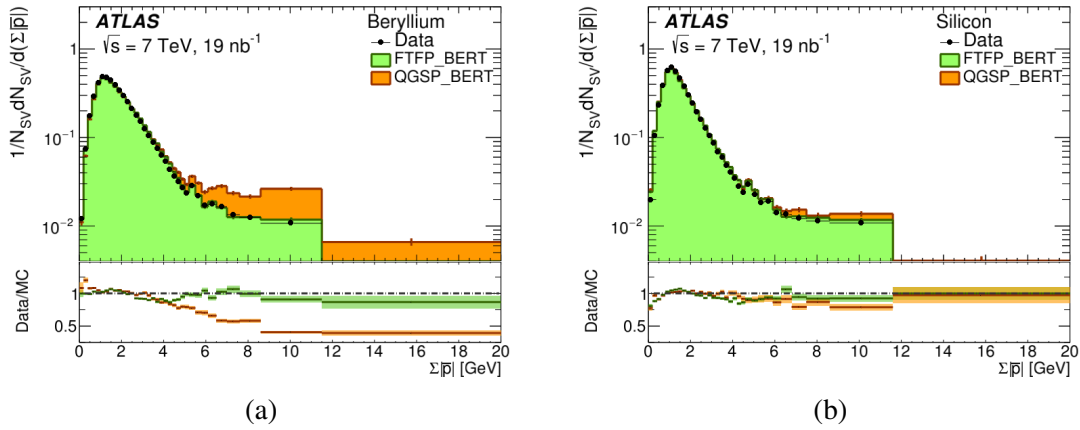 ATLAS Beryllium
√s = 7 TeV, 19 nb⁻¹
Data
FTFP_BERT
QGSP_BERT
1/N_SV dN_SV/d(Σ|p̅|)
1
10⁻¹
10⁻²
Data/MC
1
0.5
0 2 4 6 8 10 12 14 16 18 20
Σ|p̅| [GeV]
(a)
ATLAS Silicon
√s = 7 TeV, 19 nb⁻¹
Data
FTFP_BERT
QGSP_BERT
1/N_SV dN_SV/d(Σ|p̅|)
1
10⁻¹
10⁻²
Data/MC
1
0.5
0 2 4 6 8 10 12 14 16 18 20
Σ|p̅| [GeV]
(b)